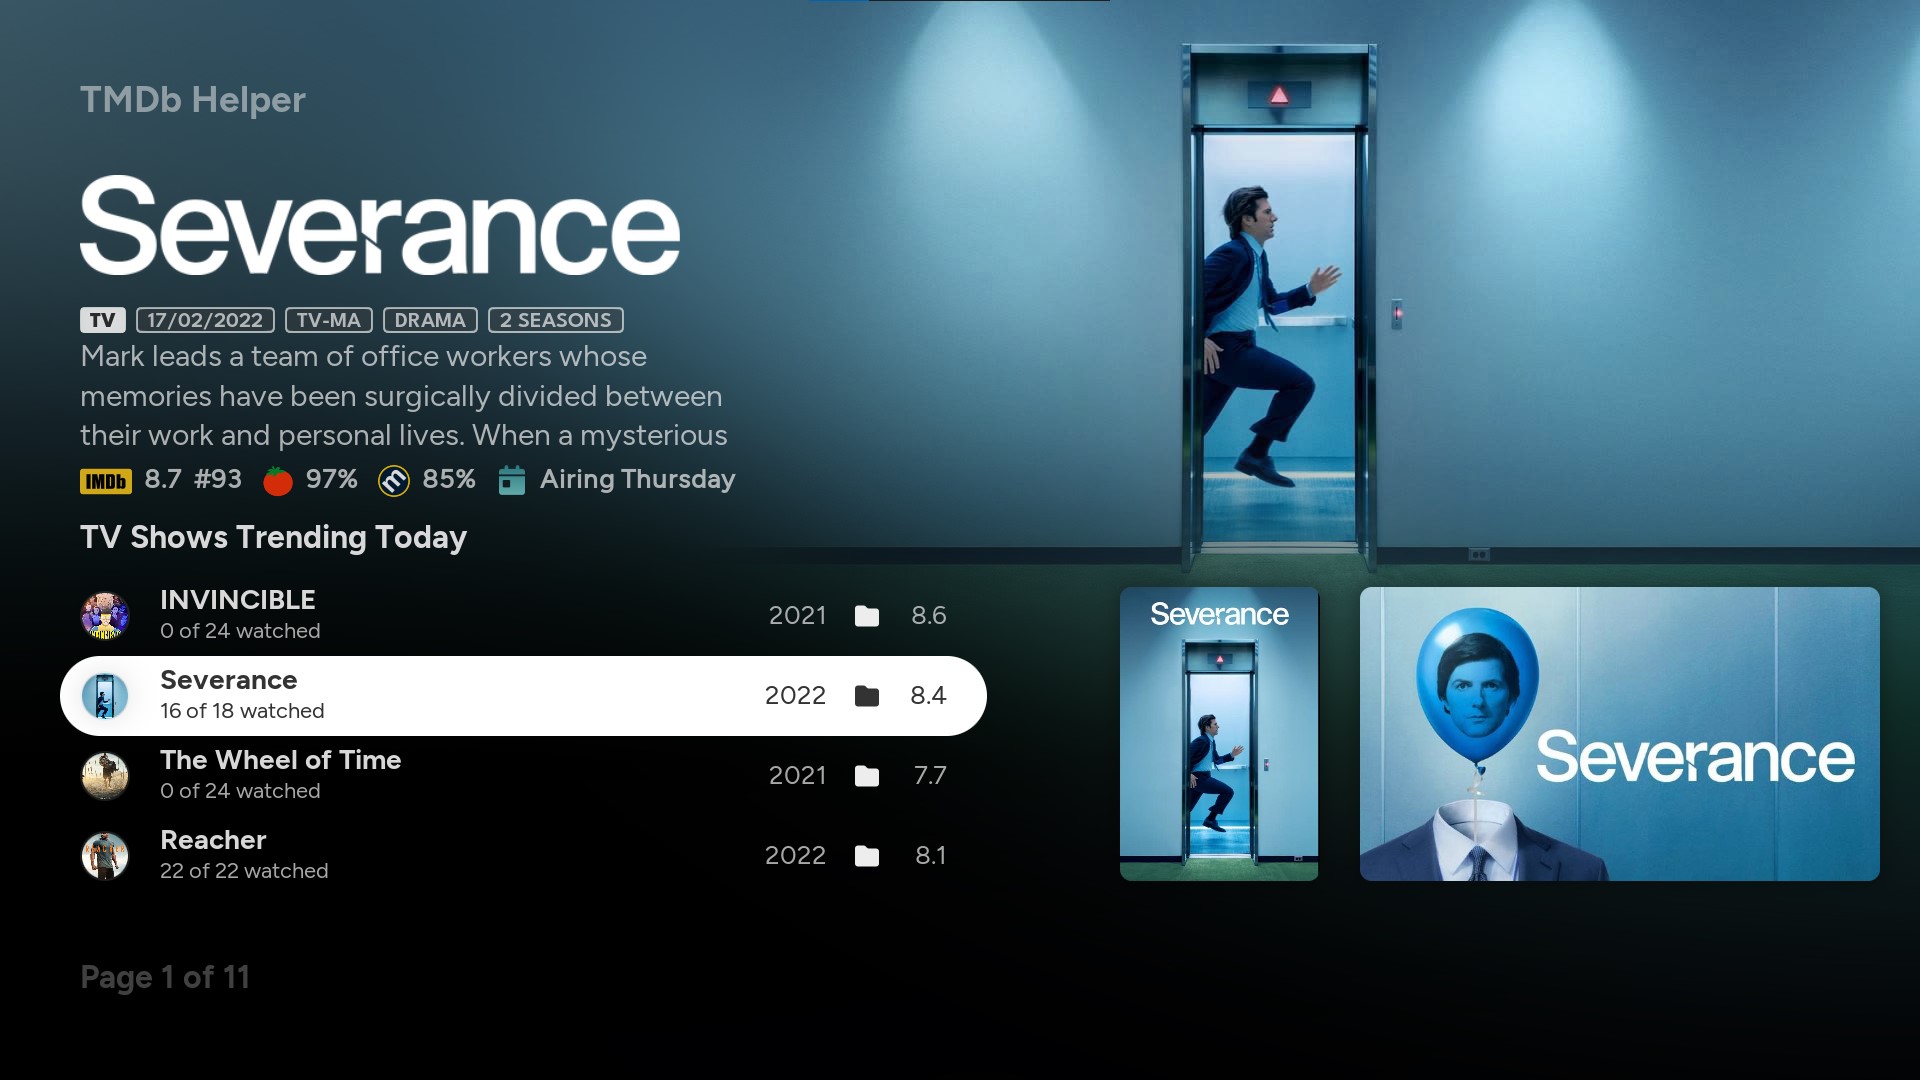 TMDb Helper
Severance
TV 17/02/2022 TV-MA DRAMA 2 SEASONS
Mark leads a team of office workers whose
memories have been surgically divided between
their work and personal lives. When a mysterious
IMDb 8.7 #93 97% m 85% Airing Thursday
TV Shows Trending Today
INVINCIBLE
0 of 24 watched
2021 8.6
Severance
16 of 18 watched
2022 8.4
The Wheel of Time
0 of 24 watched
2021 7.7
Reacher
22 of 22 watched
2022 8.1
Severance
Severance
Page 1 of 11